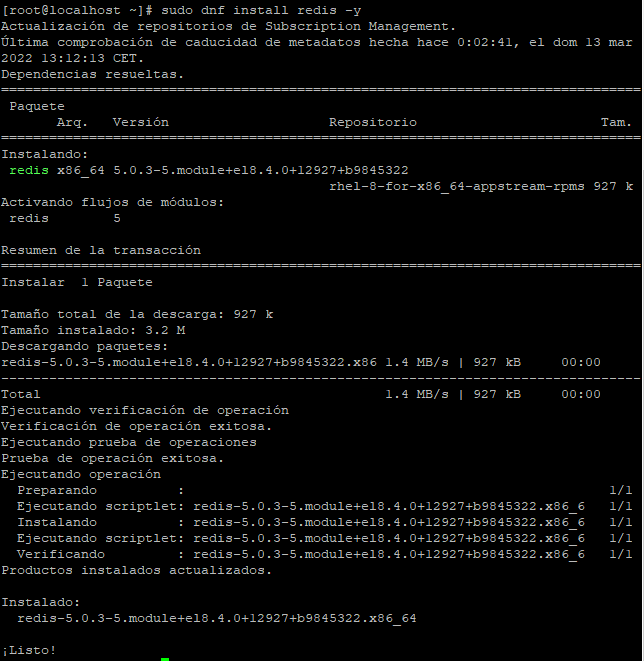 [root@localhost ~]# sudo dnf install redis -y
Actualización de repositorios de Subscription Management.
Última comprobación de caducidad de metadatos hecha hace 0:02:41, el dom 13 mar
2022 13:12:13 CET.
Dependencias resueltas.
================================================================================
Paquete
Arq. Versión Repositorio Tam.
================================================================================
Instalando:
redis x86_64 5.0.3-5.module+el8.4.0+12927+b9845322
rhel-8-for-x86_64-appstream-rpms 927 k
Activando flujos de módulos:
redis 5
Resumen de la transacción
================================================================================
Instalar 1 Paquete
Tamaño total de la descarga: 927 k
Tamaño instalado: 3.2 M
Descargando paquetes:
redis-5.0.3-5.module+el8.4.0+12927+b9845322.x86 1.4 MB/s | 927 kB 00:00
--------------------------------------------------------------------------------
Total 1.4 MB/s | 927 kB 00:00
Ejecutando verificación de operación
Verificación de operación exitosa.
Ejecutando prueba de operaciones
Prueba de operación exitosa.
Ejecutando operación
Preparando : 1/1
Ejecutando scriptlet: redis-5.0.3-5.module+el8.4.0+12927+b9845322.x86_6 1/1
Instalando : redis-5.0.3-5.module+el8.4.0+12927+b9845322.x86_6 1/1
Ejecutando scriptlet: redis-5.0.3-5.module+el8.4.0+12927+b9845322.x86_6 1/1
Verificando : redis-5.0.3-5.module+el8.4.0+12927+b9845322.x86_6 1/1
Productos instalados actualizados.
Instalado:
redis-5.0.3-5.module+el8.4.0+12927+b9845322.x86_64
¡Listo!